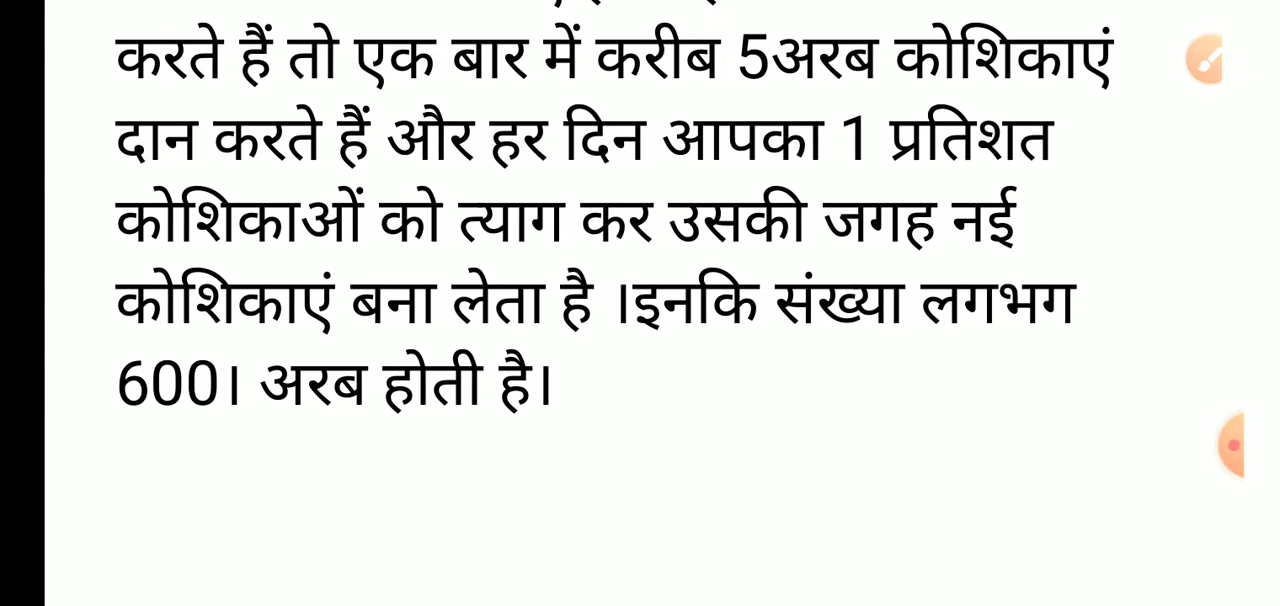 करते हैं तो एक बार में करीब 5अरब कोशिकाएं
दान करते हैं और हर दिन आपका 1 प्रतिशत
कोशिकाओं को त्याग कर उसकी जगह नई
कोशिकाएं बना लेता है ।इनकि संख्या लगभग
600। अरब होती है।